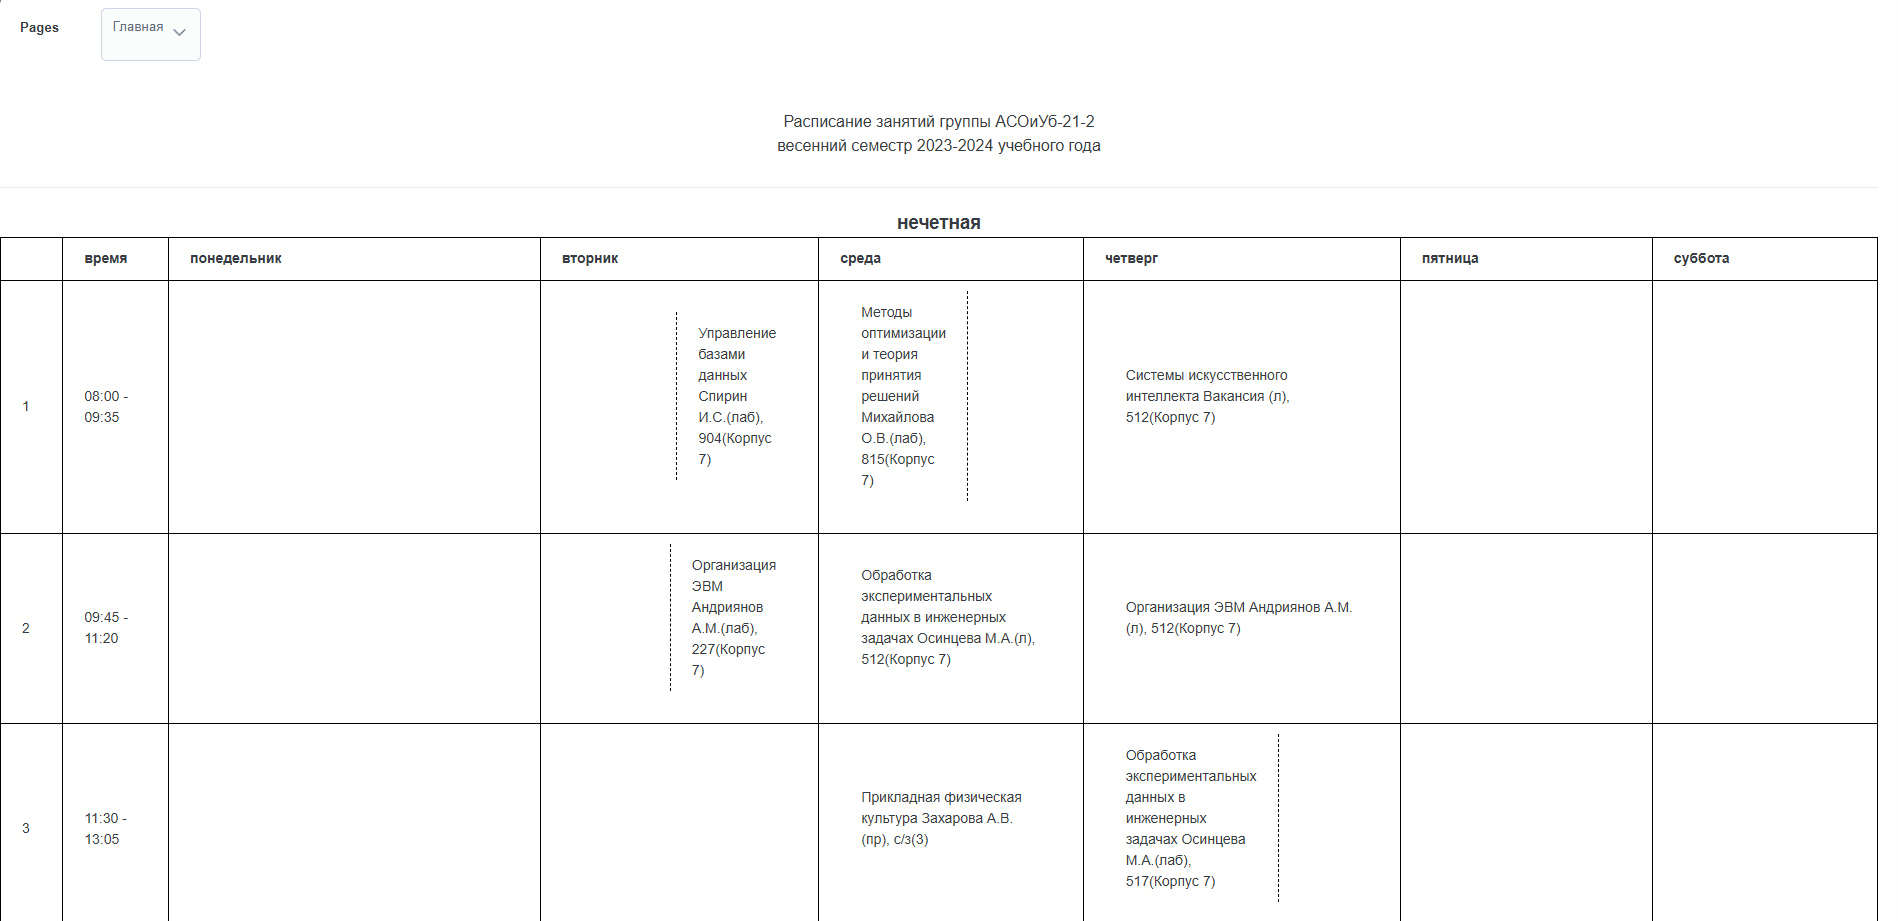 Pages
Главная
Расписание занятий группы АСОиУб-21-2
весенний семестр 2023-2024 учебного года
нечетная
время
понедельник
вторник
среда
четверг
пятница
суббота
1
08:00 -
09:35
Управление
базами
данных
Спирин
И.С.(лаб),
904(Корпус
7)
Методы
оптимизации
и теория
принятия
решений
Михайлова
О.В.(лаб),
815(Корпус
7)
Системы искусственного
интеллекта Вакансия (л),
512(Корпус 7)
2
09:45 -
11:20
Организация
ЭВМ
Андриянов
А.М.(лаб),
227(Корпус
7)
Обработка
экспериментальных
данных в инженерных
задачах Осинцева М.А.(л),
512(Корпус 7)
Организация ЭВМ Андриянов А.М.
(л), 512(Корпус 7)
3
11:30 -
13:05
Прикладная физическая
культура Захарова А.В.
(пр), с/з(3)
Обработка
экспериментальных
данных в
инженерных
задачах Осинцева
М.А.(лаб),
517(Корпус 7)